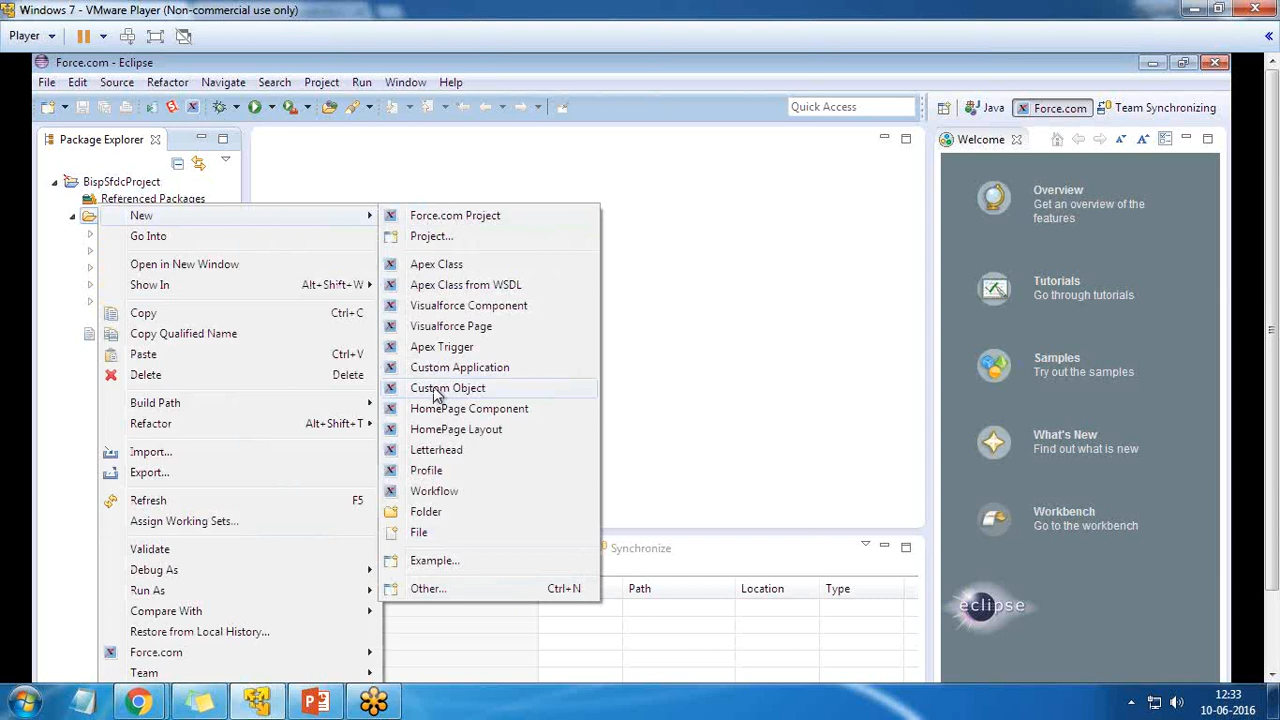 Windows 7 - VMware Player (Non-commercial use only)
Player
Force.com - Eclipse
File Edit Source Refactor Navigate Search Project Run Window Help
Quick Access
Java
Force.com
Team Synchronizing
Package Explorer
BispSfdcProject
Referenced Packages
New
Go Into
Open in New Window
Show In Alt+Shift+W
Copy Ctrl+C
Copy Qualified Name
Paste Ctrl+V
Delete Delete
Build Path
Refactor Alt+Shift+T
Import...
Export...
Refresh F5
Assign Working Sets...
Validate
Debug As
Run As
Compare With
Restore from Local History...
Force.com
Team
Force.com Project
Project...
Apex Class
Apex Class from WSDL
Visualforce Component
Visualforce Page
Apex Trigger
Custom Application
Custom Object
HomePage Component
HomePage Layout
Letterhead
Profile
Workflow
Folder
File
Example...
Other... Ctrl+N
Synchronize
Path Location Type
Welcome
Overview
Get an overview of the
features
Tutorials
Go through tutorials
Samples
Try out the samples
What's New
Find out what is new
Workbench
Go to the workbench
eclipse
12:33
10-06-2016